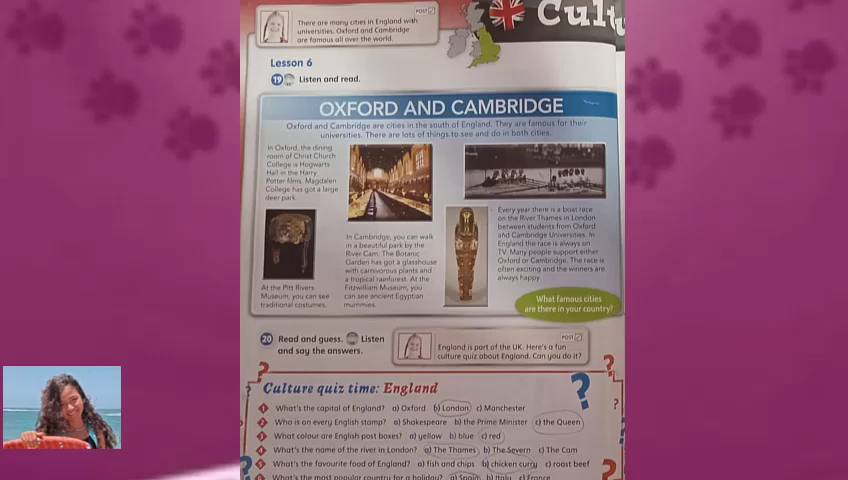 There are many cities in England with
universities. Oxford and Cambridge
are famous all over the world.
POST
Lesson 6
19 Listen and read.
OXFORD AND CAMBRIDGE
Oxford and Cambridge are cities in the south of England. They are famous for their
universities. There are lots of things to see and do in both cities.
In Oxford, the dining
room of Christ Church
College is Hogwarts
Hall in the Harry
Potter films. Magdalen
College has got a large
deer park.
At the Pitt Rivers
Museum, you can see
traditional costumes.
In Cambridge, you can walk
in a beautiful park by the
River Cam. The Botanic
Garden has got a glasshouse
with carnivorous plants and
a tropical rainforest. At the
Fitzwilliam Museum, you
can see ancient Egyptian
mummies.
Every year there is a boat race
on the River Thames in London
between students from Oxford
and Cambridge Universities. In
England the race is always on
TV. Many people support either
Oxford or Cambridge. The race is
often exciting and the winners are
always happy.
What famous cities
are there in your country?
20 Read and guess. Listen
and say the answers.
POST
England is part of the UK. Here's a fun
culture quiz about England. Can you do it?
Culture quiz time: England
1 What's the capital of England? a) Oxford b) London c) Manchester
2 Who is on every English stamp? a) Shakespeare b) the Prime Minister c) the Queen
3 What colour are English post boxes? a) yellow b) blue c) red
4 What's the name of the river in London? a) The Thames b) The Severn c) The Cam
5 What's the favourite food of England? a) fish and chips b) chicken curry c) roast beef
6 What's the most popular country for a holiday? a) Spain b) Italy c) France